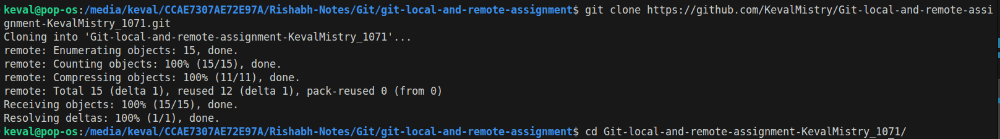 keval@pop-os:/media/keval/CCAE7307AE72E97A/Rishabh-Notes/Git/git-local-and-remote-assignment$ git clone https://github.com/KevalMistry/Git-local-and-remote-assi
gnment-KevalMistry_1071.git
Cloning into 'Git-local-and-remote-assignment-KevalMistry_1071'...
remote: Enumerating objects: 15, done.
remote: Counting objects: 100% (15/15), done.
remote: Compressing objects: 100% (11/11), done.
remote: Total 15 (delta 1), reused 12 (delta 1), pack-reused 0 (from 0)
Receiving objects: 100% (15/15), done.
Resolving deltas: 100% (1/1), done.
keval@pop-os:/media/keval/CCAE7307AE72E97A/Rishabh-Notes/Git/git-local-and-remote-assignment$ cd Git-local-and-remote-assignment-KevalMistry_1071/